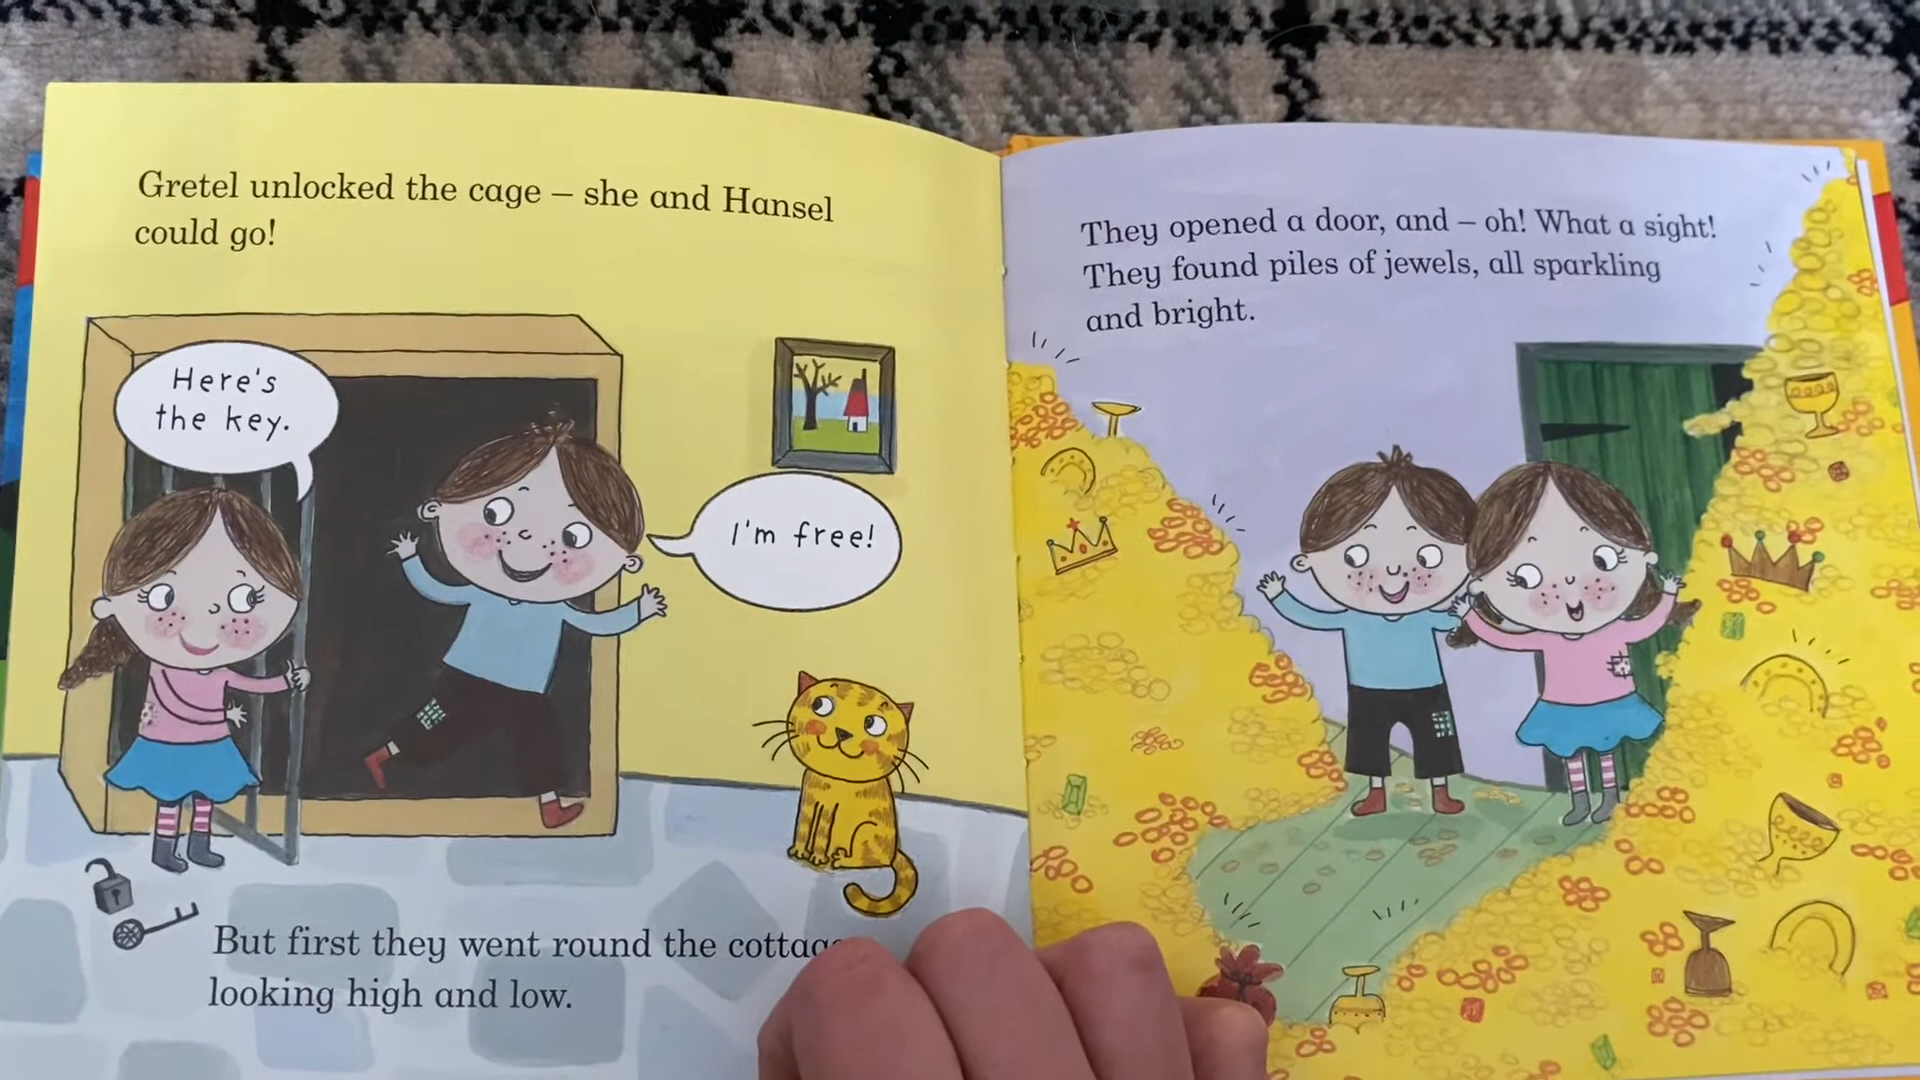 Gretel unlocked the cage – she and Hansel
could go!
Here's
the key.
I'm free!
But first they went round the
looking high and low.
They opened a door, and – oh! What a sight!
They found piles of jewels, all sparkling
and bright.